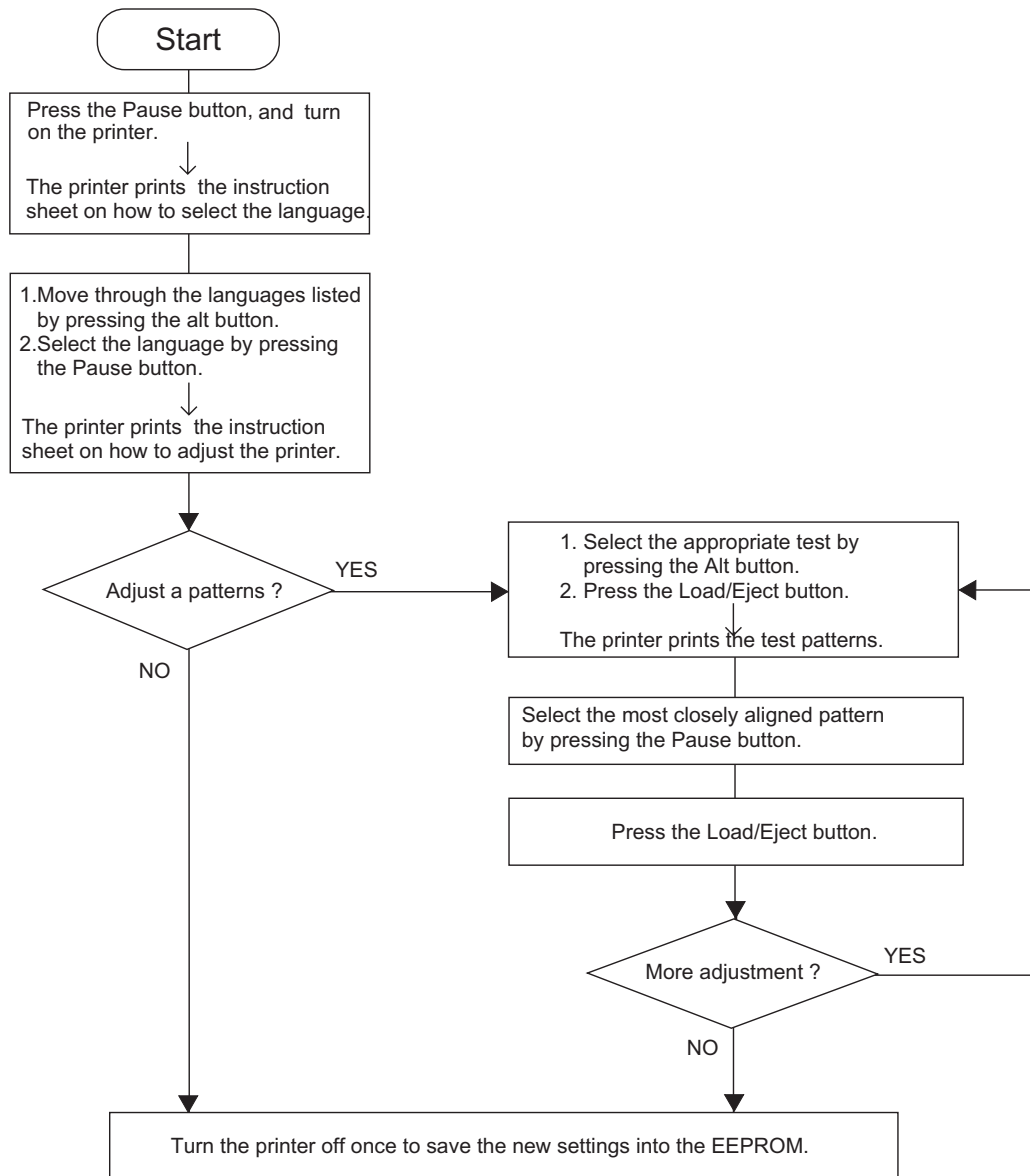 Start
Press the Pause button, and turn
on the printer.
The printer prints the instruction
sheet on how to select the language.
1.Move through the languages listed
by pressing the alt button.
2.Select the language by pressing
the Pause button.
The printer prints the instruction
sheet on how to adjust the printer.
Adjust a patterns ?
YES
NO
1. Select the appropriate test by
pressing the Alt button.
2. Press the Load/Eject button.
The printer prints the test patterns.
Select the most closely aligned pattern
by pressing the Pause button.
Press the Load/Eject button.
More adjustment ?
YES
NO
Turn the printer off once to save the new settings into the EEPROM.